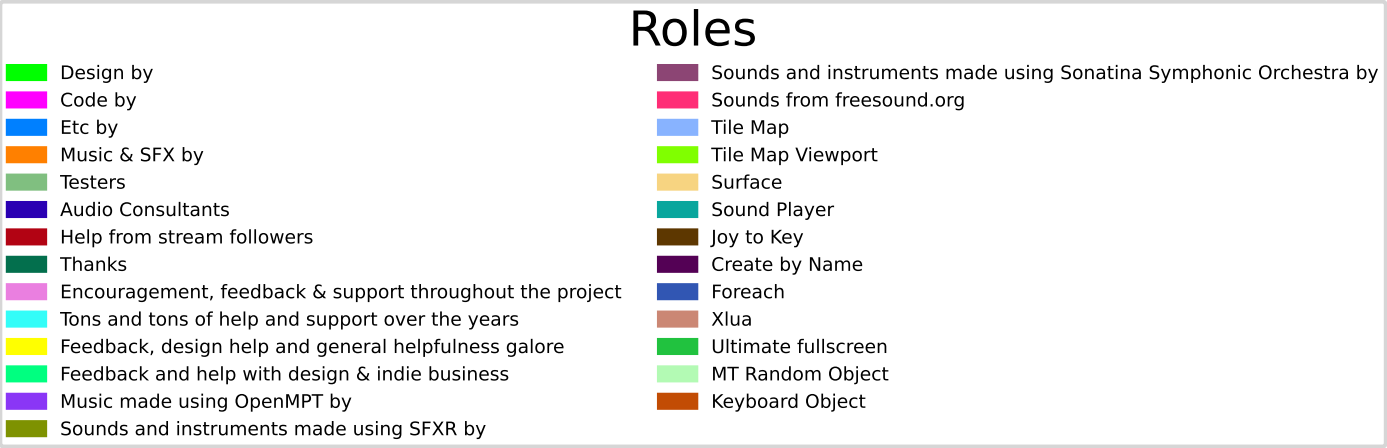 Roles
Design by
Code by
Etc by
Music & SFX by
Testers
Audio Consultants
Help from stream followers
Thanks
Encouragement, feedback & support throughout the project
Tons and tons of help and support over the years
Feedback, design help and general helpfulness galore
Feedback and help with design & indie business
Music made using OpenMPT by
Sounds and instruments made using SFXR by
Sounds and instruments made using Sonatina Symphonic Orchestra by
Sounds from freesound.org
Tile Map
Tile Map Viewport
Surface
Sound Player
Joy to Key
Create by Name
Foreach
Xlua
Ultimate fullscreen
MT Random Object
Keyboard Object